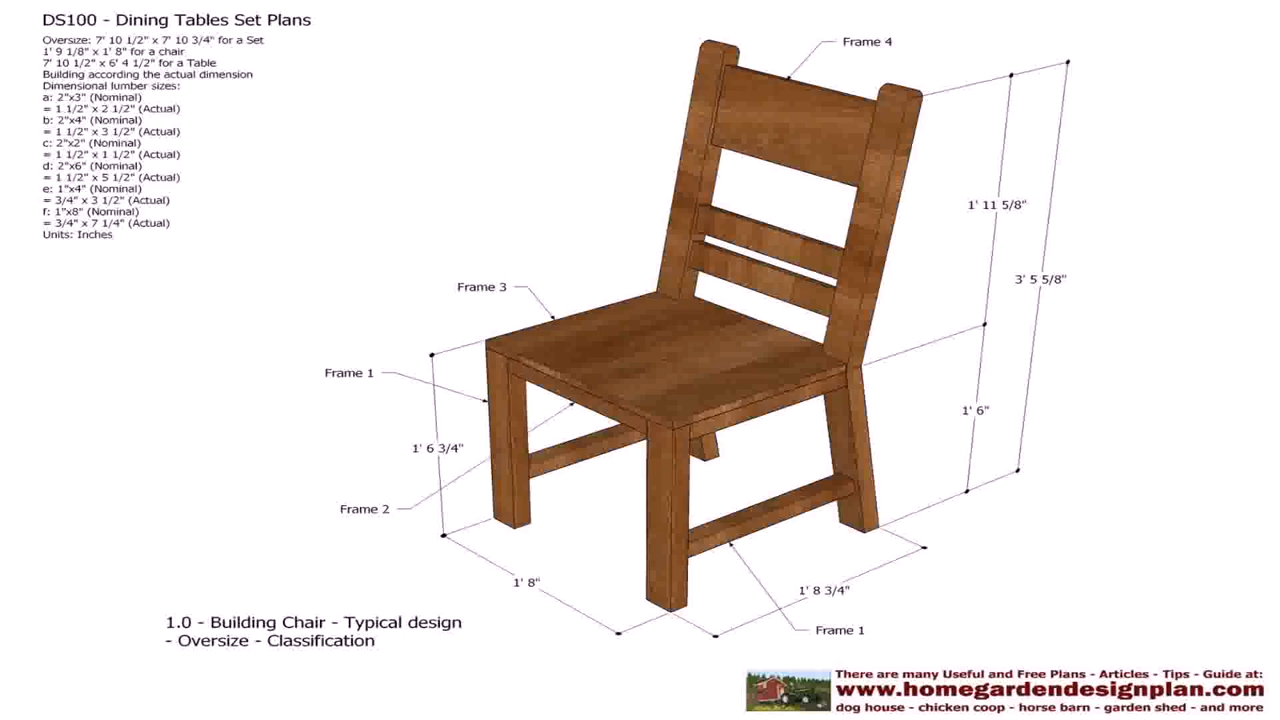 DS100 - Dining Tables Set Plans
Oversize: 7' 10 1/2" x 7' 10 3/4" for a Set
1' 9 1/8" x 1' 8" for a chair
7' 10 1/2" x 6' 4 1/2" for a Table
Building according the actual dimension
Dimensional lumber sizes:
a: 2"x3" (Nominal)
= 1 1/2" x 2 1/2" (Actual)
b: 2"x4" (Nominal)
= 1 1/2" x 3 1/2" (Actual)
c: 2"x2" (Nominal)
= 1 1/2" x 1 1/2" (Actual)
d: 2"x6" (Nominal)
= 1 1/2" x 5 1/2" (Actual)
e: 1"x4" (Nominal)
= 3/4" x 3 1/2" (Actual)
f: 1"x8" (Nominal)
= 3/4" x 7 1/4" (Actual)
Units: Inches
Frame 4
1' 11 5/8"
3' 5 5/8"
Frame 3
Frame 1
1' 6"
1' 6 3/4"
Frame 2
1' 8"
1' 8 3/4"
Frame 1
1.0 - Building Chair - Typical design
- Oversize - Classification
There are many Useful and Free Plans - Articles - Tips - Guide at:
www.homegardendesignplan.com
dog house - chicken coop - horse barn - garden shed - and more